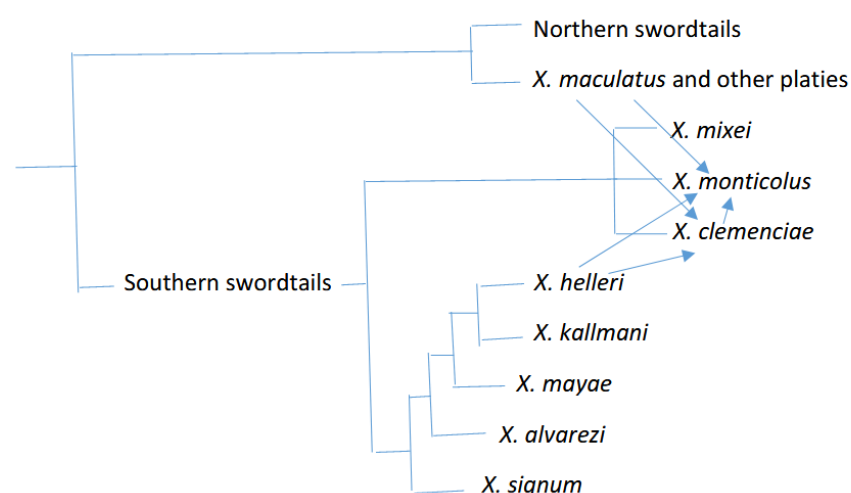 Northern swordtails
X. maculatus and other platies
X. mixei
X. monticolus
X. clemenciae
Southern swordtails
X. helleri
X. kallmani
X. mayae
X. alvarezi
X. sianum